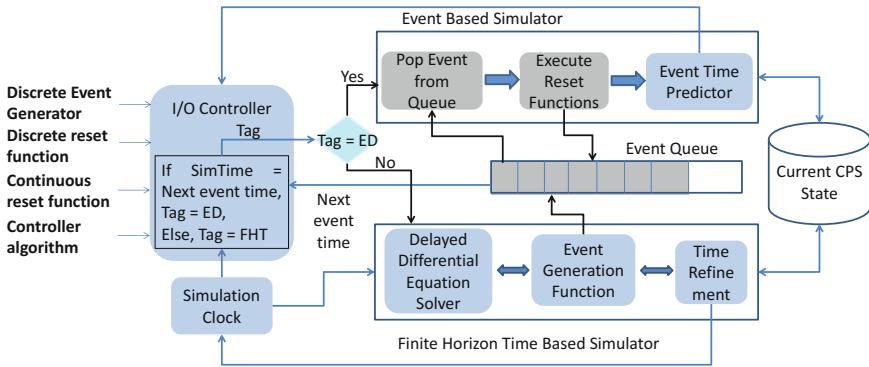 Event Based Simulator
Discrete Event
Generator
Discrete reset
function
Continuous
reset function
Controller
algorithm
I/O Controller
Tag
If SimTime =
Next event time,
Tag = ED,
Else, Tag = FHT
Simulation
Clock
Tag = ED
Yes
No
Next
event
time
Pop Event
from
Queue
Execute
Reset
Functions
Event Time
Predictor
Event Queue
Current CPS
State
Delayed
Differential
Equation
Solver
Event
Generation
Function
Time
Refine
ment
Finite Horizon Time Based Simulator